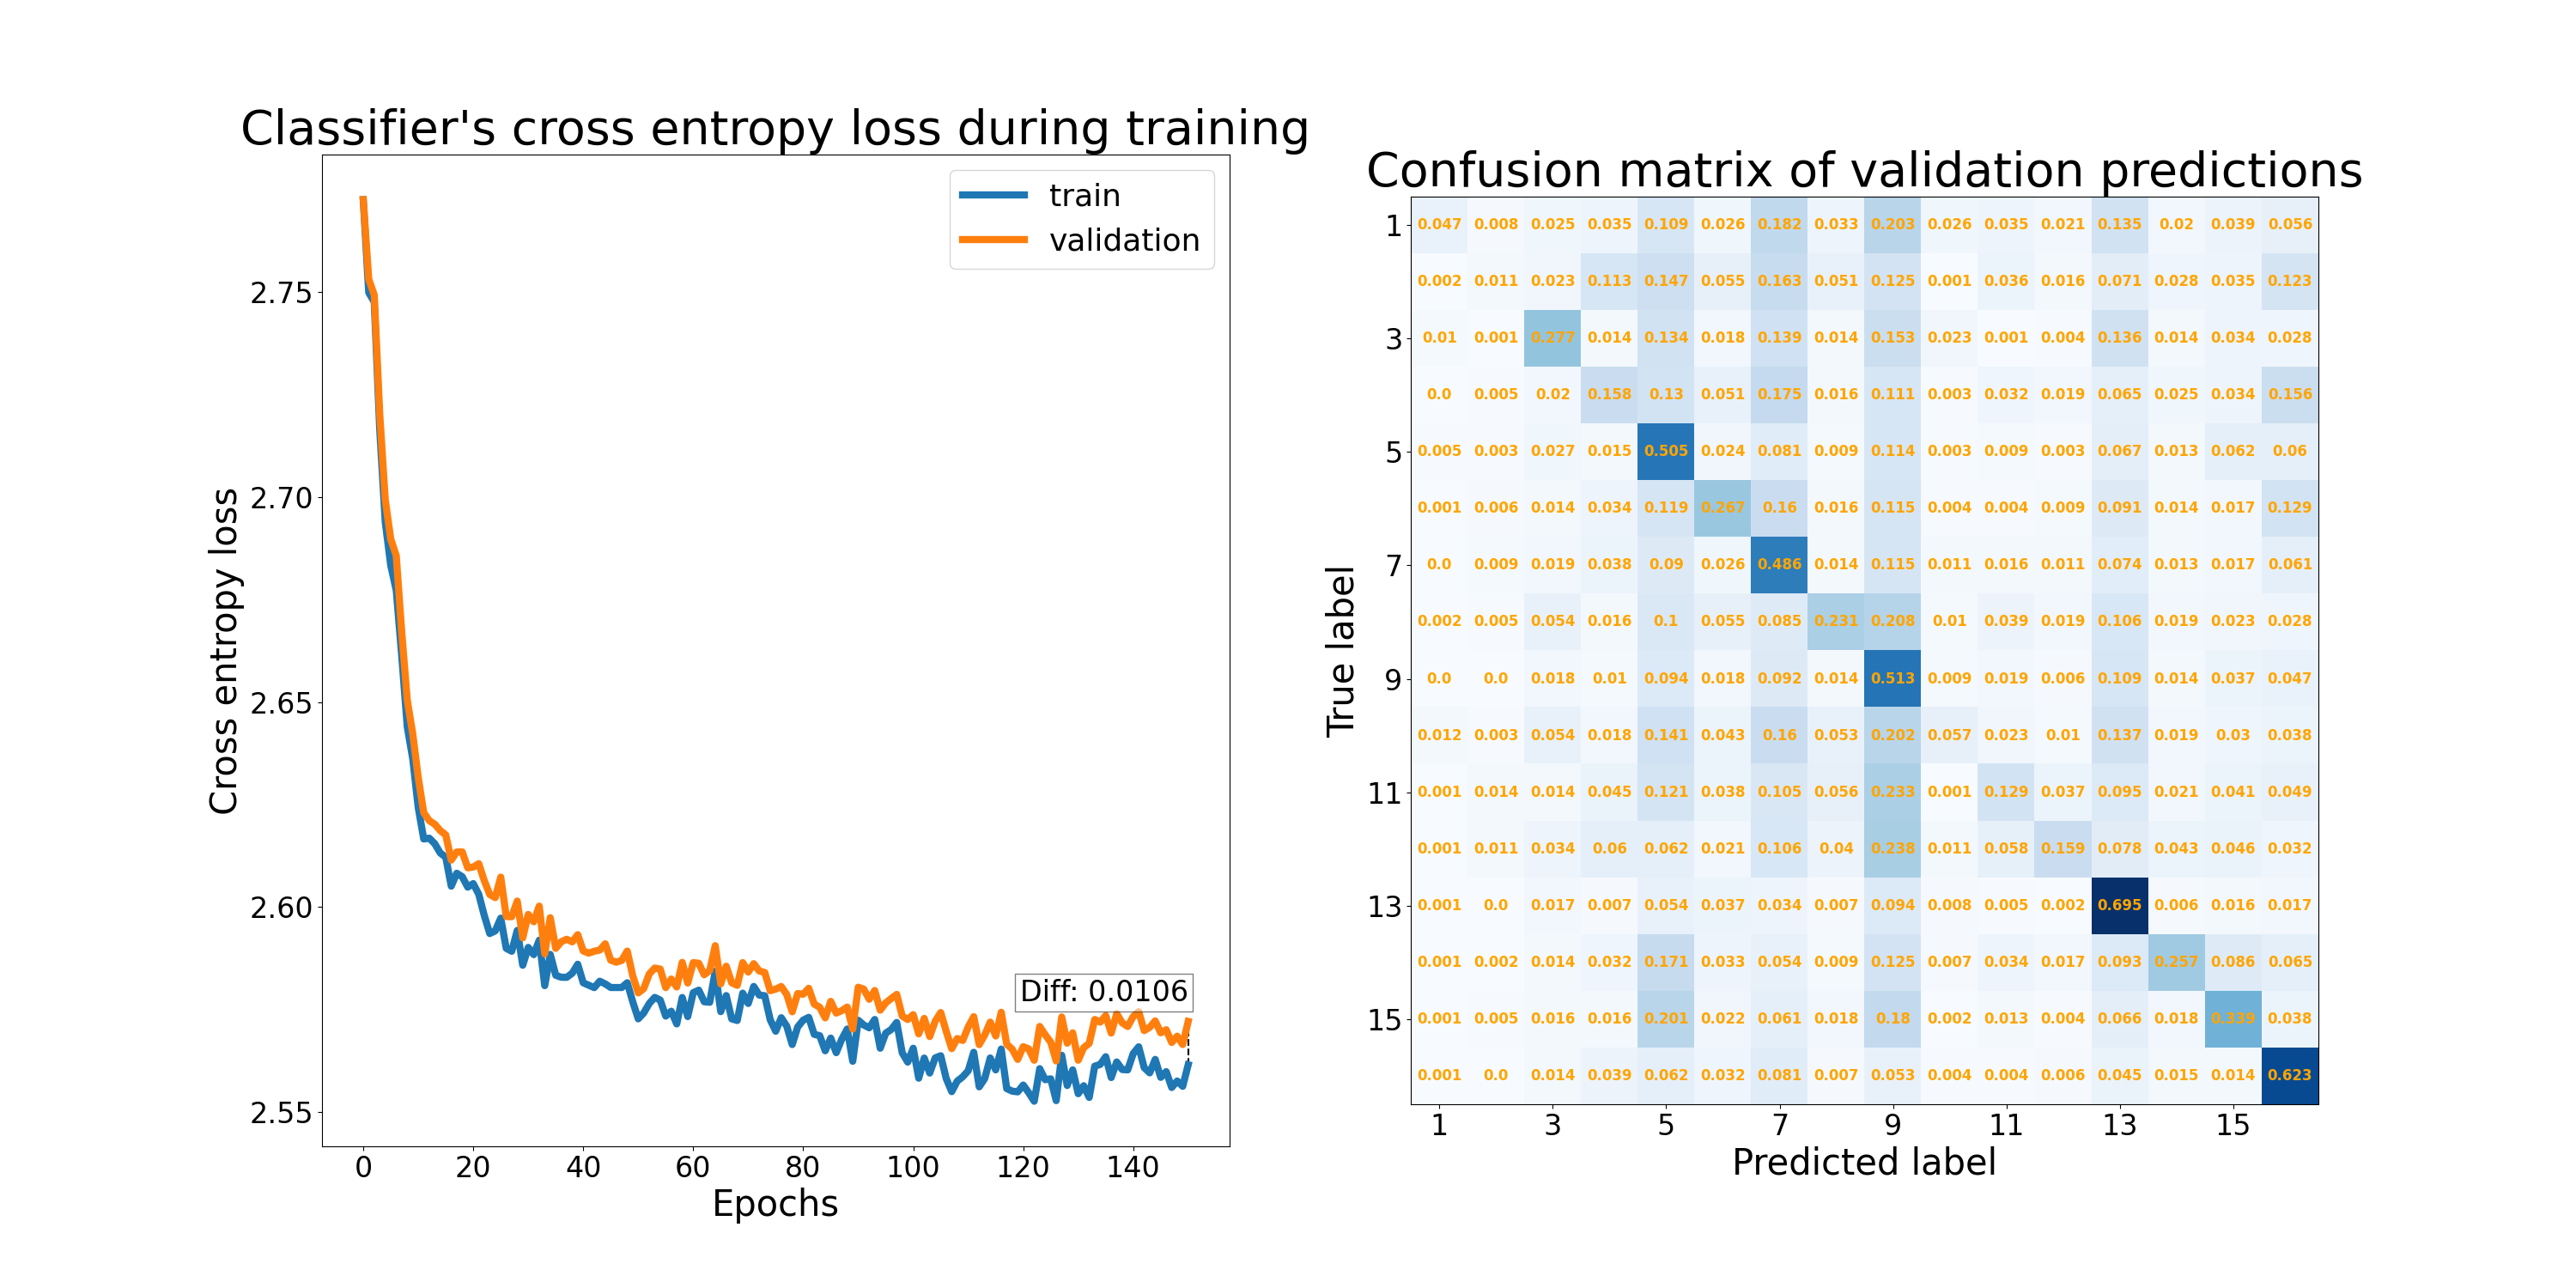 Classifier's cross entropy loss during training
train
validation
2.75
2.70
2.65
2.60
2.55
Cross entropy loss
Diff: 0.0106
0 20 40 60 80 100 120 140
Epochs
Confusion matrix of validation predictions
True label
1 0.047 0.008 0.025 0.035 0.109 0.026 0.182 0.033 0.203 0.026 0.035 0.021 0.135 0.02 0.039 0.056
0.002 0.011 0.023 0.113 0.147 0.055 0.163 0.051 0.125 0.001 0.036 0.016 0.071 0.028 0.035 0.123
3 0.01 0.001 0.277 0.014 0.134 0.018 0.139 0.014 0.153 0.023 0.001 0.004 0.136 0.014 0.034 0.028
0.0 0.005 0.02 0.158 0.13 0.051 0.175 0.016 0.111 0.003 0.032 0.019 0.065 0.025 0.034 0.156
5 0.005 0.003 0.027 0.015 0.505 0.024 0.081 0.009 0.114 0.003 0.009 0.003 0.067 0.013 0.062 0.06
0.001 0.006 0.014 0.034 0.119 0.267 0.16 0.016 0.115 0.004 0.004 0.009 0.091 0.014 0.017 0.129
7 0.0 0.009 0.019 0.038 0.09 0.026 0.486 0.014 0.115 0.011 0.016 0.011 0.074 0.013 0.017 0.061
0.002 0.005 0.054 0.016 0.1 0.055 0.085 0.231 0.208 0.01 0.039 0.019 0.106 0.019 0.023 0.028
9 0.0 0.0 0.018 0.01 0.094 0.018 0.092 0.014 0.513 0.009 0.019 0.006 0.109 0.014 0.037 0.047
0.012 0.003 0.054 0.018 0.141 0.043 0.16 0.053 0.202 0.057 0.023 0.01 0.137 0.019 0.03 0.038
11 0.001 0.014 0.014 0.045 0.121 0.038 0.105 0.056 0.233 0.001 0.129 0.037 0.095 0.021 0.041 0.049
0.001 0.011 0.034 0.06 0.062 0.021 0.106 0.04 0.238 0.011 0.058 0.159 0.078 0.043 0.046 0.032
13 0.001 0.0 0.017 0.007 0.054 0.037 0.034 0.007 0.094 0.008 0.005 0.002 0.695 0.006 0.016 0.017
0.001 0.002 0.014 0.032 0.171 0.033 0.054 0.009 0.125 0.007 0.034 0.017 0.093 0.257 0.086 0.065
15 0.001 0.005 0.016 0.016 0.201 0.022 0.061 0.018 0.18 0.002 0.013 0.004 0.066 0.018 0.339 0.038
0.001 0.0 0.014 0.039 0.062 0.032 0.081 0.007 0.053 0.004 0.004 0.006 0.045 0.015 0.014 0.623
1 3 5 7 9 11 13 15
Predicted label